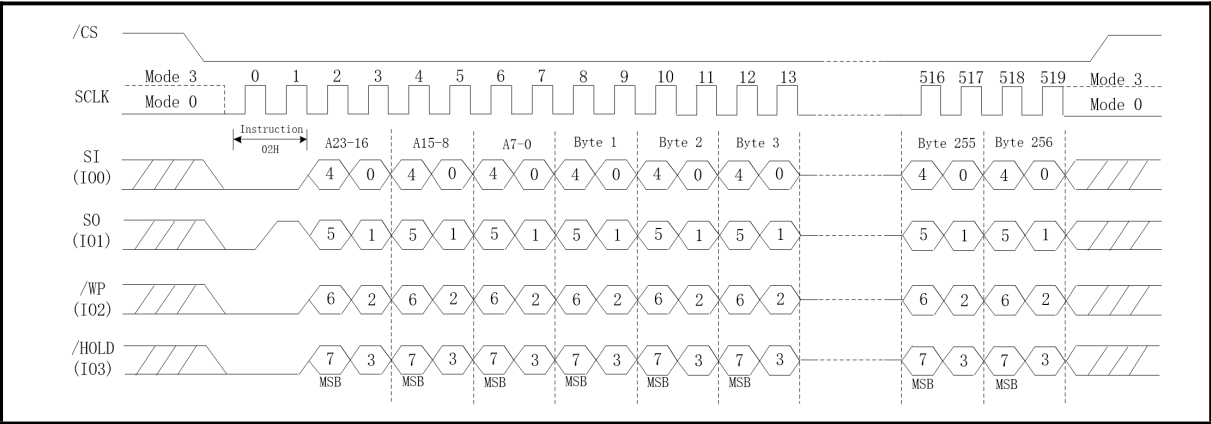 /CS
Mode 3 0 1 2 3 4 5 6 7 8 9 10 11 12 13 516 517 518 519 Mode 3
SCLK
Mode 0 Mode 0
Instruction
02H
A23-16 A15-8 A7-0 Byte 1 Byte 2 Byte 3 Byte 255 Byte 256
SI
(IO0)
4 0 4 0 4 0 4 0 4 0 4 0 4 0 4 0
SO
(IO1)
5 1 5 1 5 1 5 1 5 1 5 1 5 1 5 1
/WP
(IO2)
6 2 6 2 6 2 6 2 6 2 6 2 6 2 6 2
/HOLD
(IO3)
7 3 7 3 7 3 7 3 7 3 7 3 7 3 7 3
MSB MSB MSB MSB MSB MSB MSB MSB